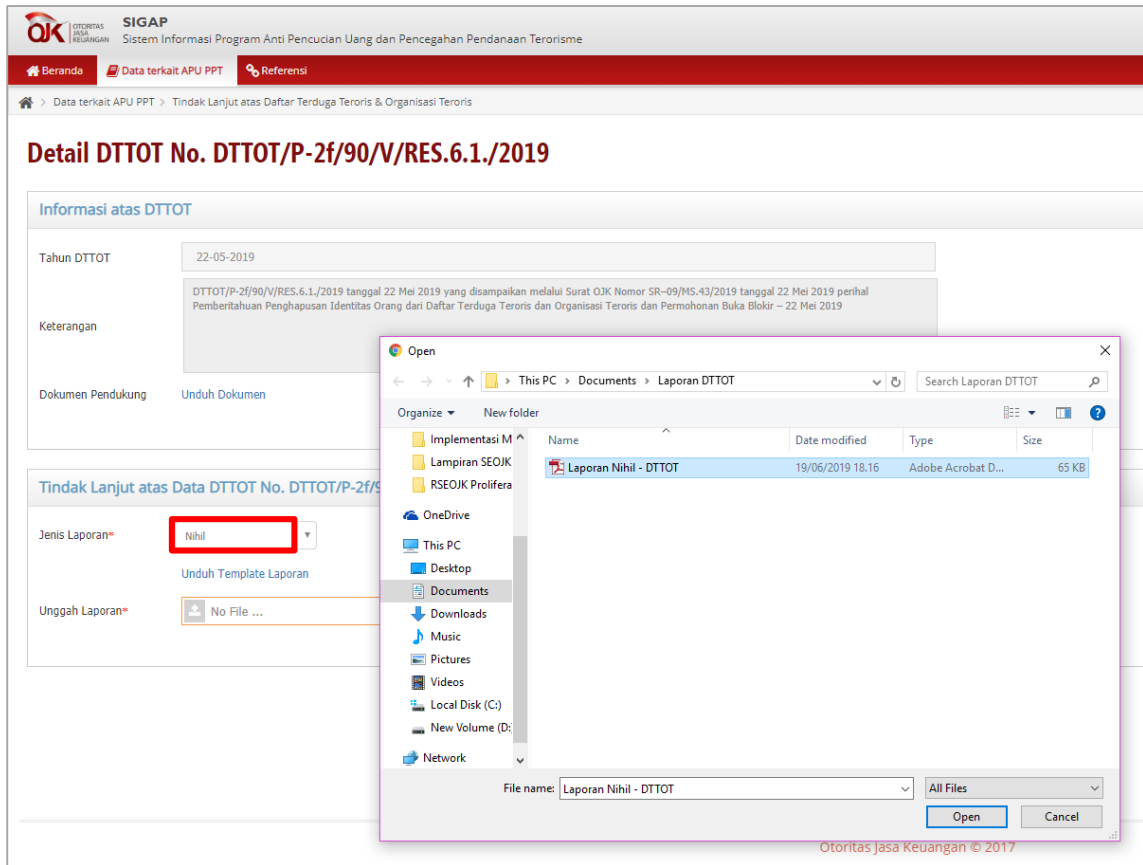 OJK OTORITAS JASA KEUANGAN
SIGAP
Sistem Informasi Program Anti Pencucian Uang dan Pencegahan Pendanaan Terorisme
Beranda Data terkait APU PPT Referensi
> Data terkait APU PPT > Tindak Lanjut atas Daftar Terduga Teroris & Organisasi Teroris
Detail DTTOT No. DTTOT/P-2f/90/V/RES.6.1./2019
Informasi atas DTTOT
Tahun DTTOT 22-05-2019
Keterangan
DTTOT/P-2f/90/V/RES.6.1./2019 tanggal 22 Mei 2019 yang disampaikan melalui Surat OJK Nomor SR–09/MS.43/2019 tanggal 22 Mei 2019 perihal
Pemberitahuan Penghapusan Identitas Orang dari Daftar Terduga Teroris dan Organisasi Teroris dan Permohonan Buka Blokir – 22 Mei 2019
Dokumen Pendukung Unduh Dokumen
Tindak Lanjut atas Data DTTOT No. DTTOT/P-2f/9
Jenis Laporan* Nihil
Unduh Template Laporan
Unggah Laporan* No File ...
Open
> This PC > Documents > Laporan DTTOT Search Laporan DTTOT
Organize New folder
Name Date modified Type Size
Laporan Nihil - DTTOT 19/06/2019 18.16 Adobe Acrobat D... 65 KB
Implementasi M
Lampiran SEOJK
RSEOJK Prolifera
OneDrive
This PC
Desktop
Documents
Downloads
Music
Pictures
Videos
Local Disk (C:)
New Volume (D:
Network
File name: Laporan Nihil - DTTOT All Files
Open Cancel
Otoritas Jasa Keuangan © 2017